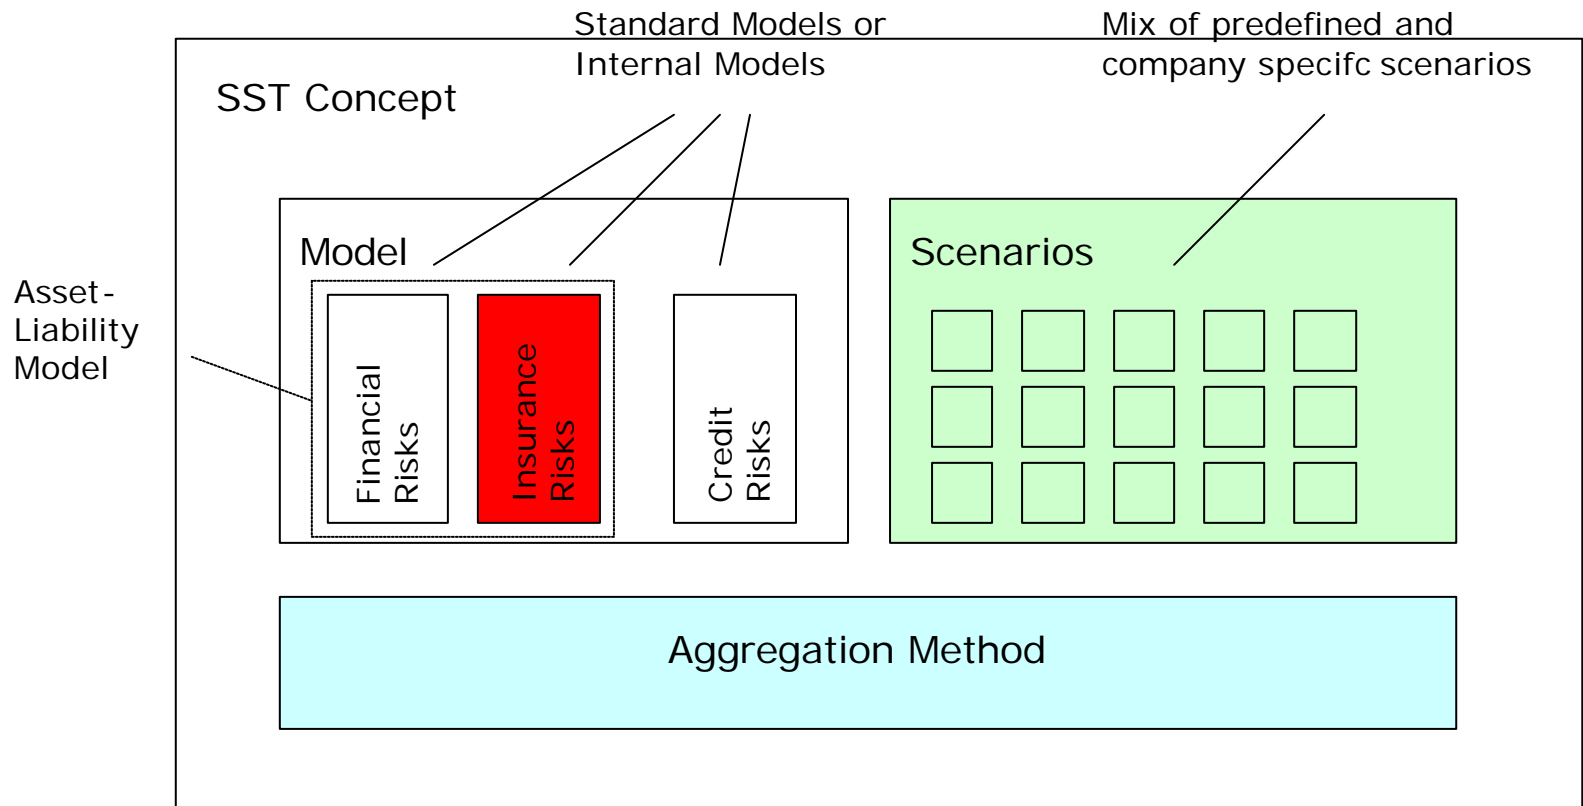 Standard Models or
Internal Models
Mix of predefined and
company specifc scenarios
SST Concept
Model
Scenarios
Asset-
Liability
Model
Financial
Risks
Insurance
Risks
Credit
Risks
Aggregation Method